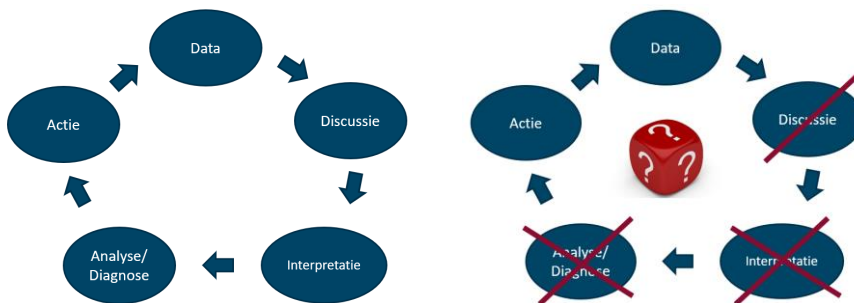 Data
Discussie
Interpretatie
Analyse/
Diagnose
Actie
Data
Discussie
Interpretatie
Analyse/
Diagnose
Actie
?
?
?